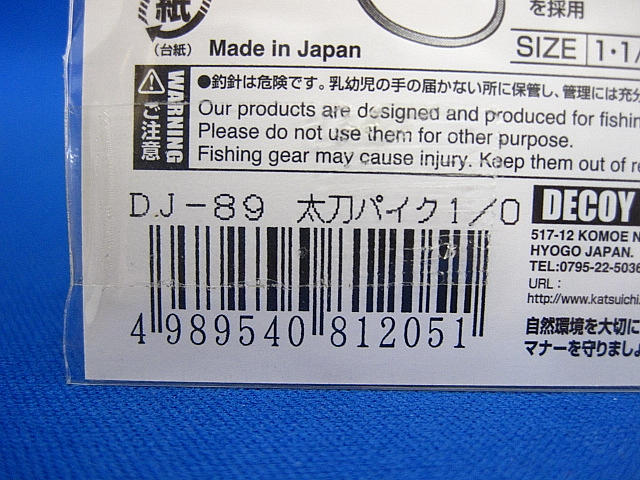 紙
を採用
(台紙) Made in Japan
SIZE 1・1/
WARNING ご注意
●釣針は危険です。乳幼児の手の届かない所に保管し、管理には充分
Our products are designed and produced for fishin
Please do not use them for other purpose.
Fishing gear may cause injury. Keep them out of re
DJ-89 太刀バイク1/0
DECOY
517-12 KOMOE N
HYOGO JAPAN.
TEL:0795-22-5036
URL:
http://www.katsuichi.
4 989540 812051
自然環境を大切に
マナーを守りましょ